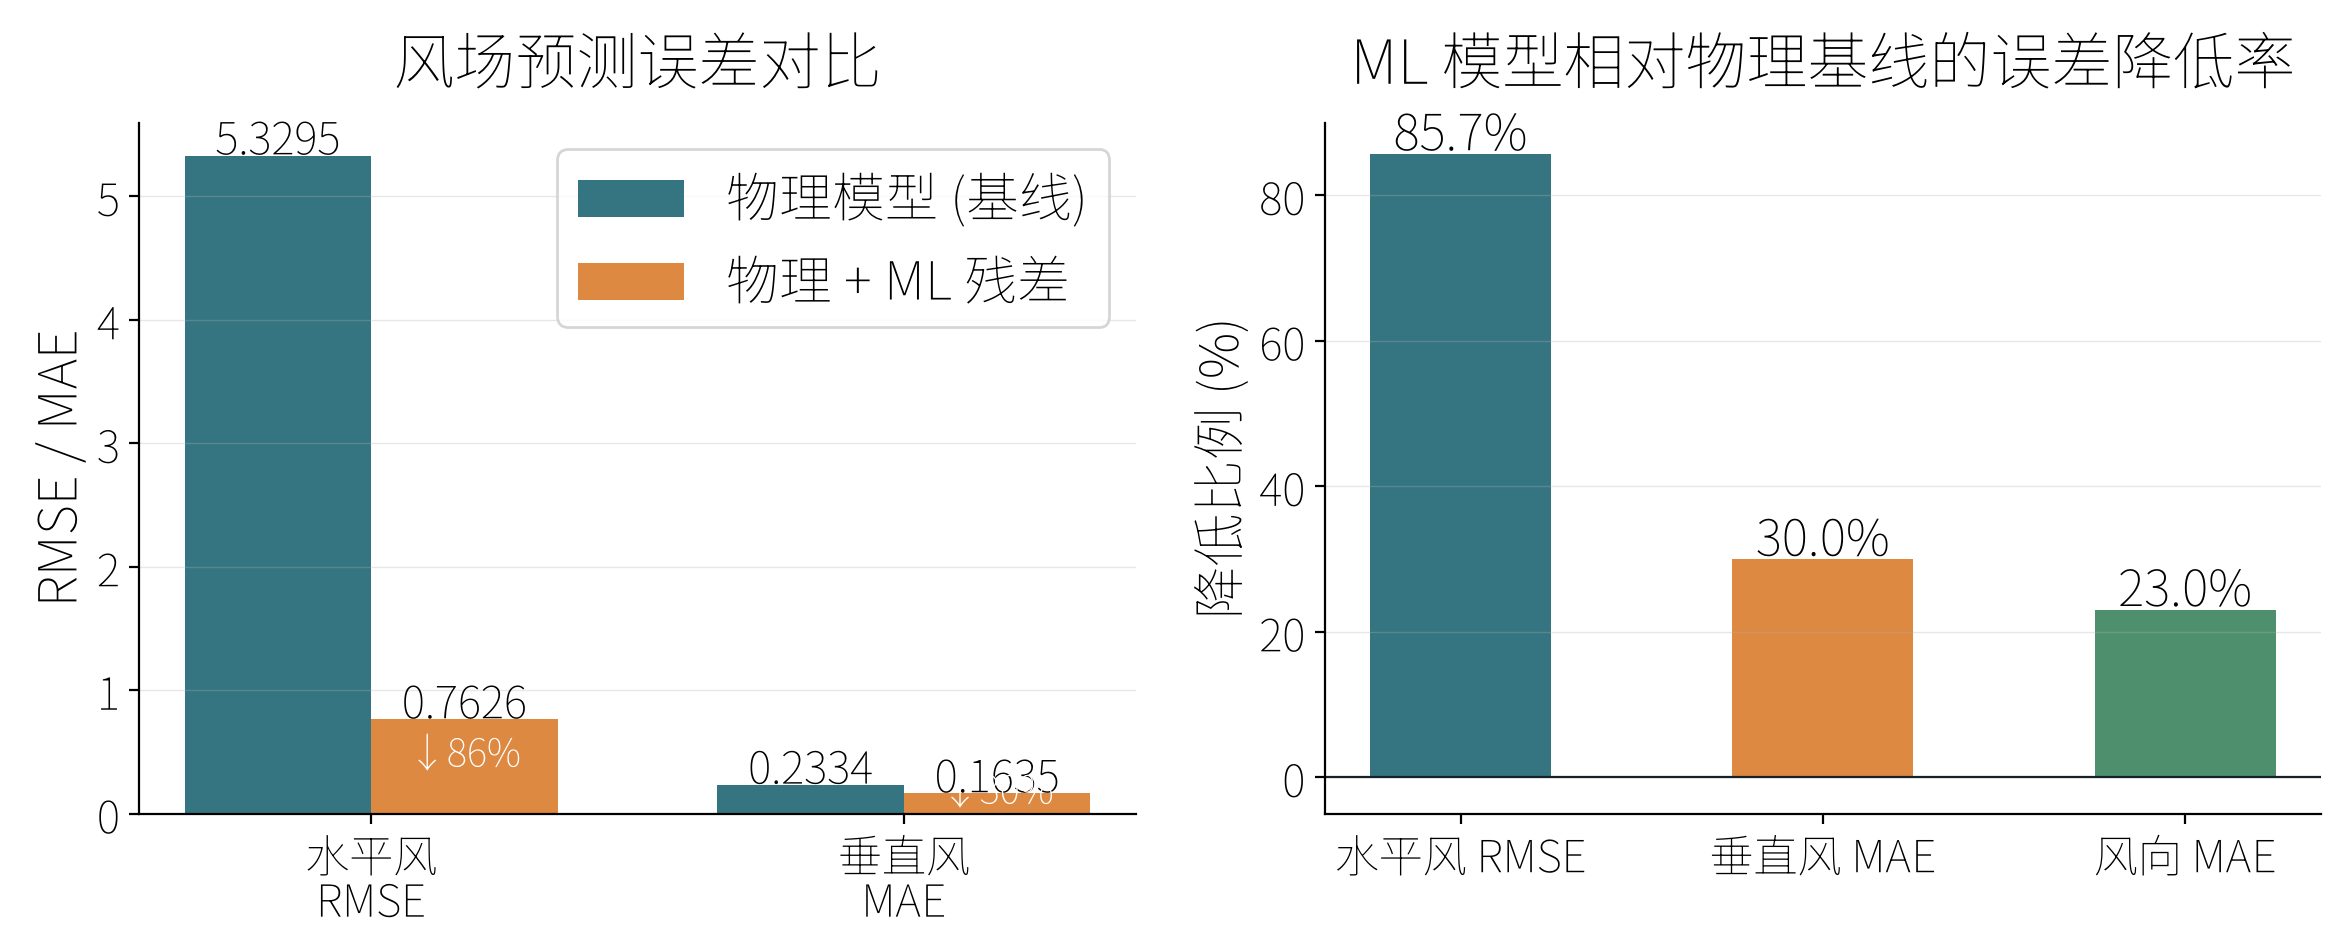 风场预测误差对比
RMSE / MAE
5
4
3
2
1
0
5.3295
0.7626
↓ 86%
0.2334
0.1635
↓ 30%
物理模型 (基线)
物理 + ML 残差
水平风
RMSE
垂直风
MAE
ML 模型相对物理基线的误差降低率
降低比例 (%)
80
60
40
20
0
85.7%
30.0%
23.0%
水平风 RMSE
垂直风 MAE
风向 MAE